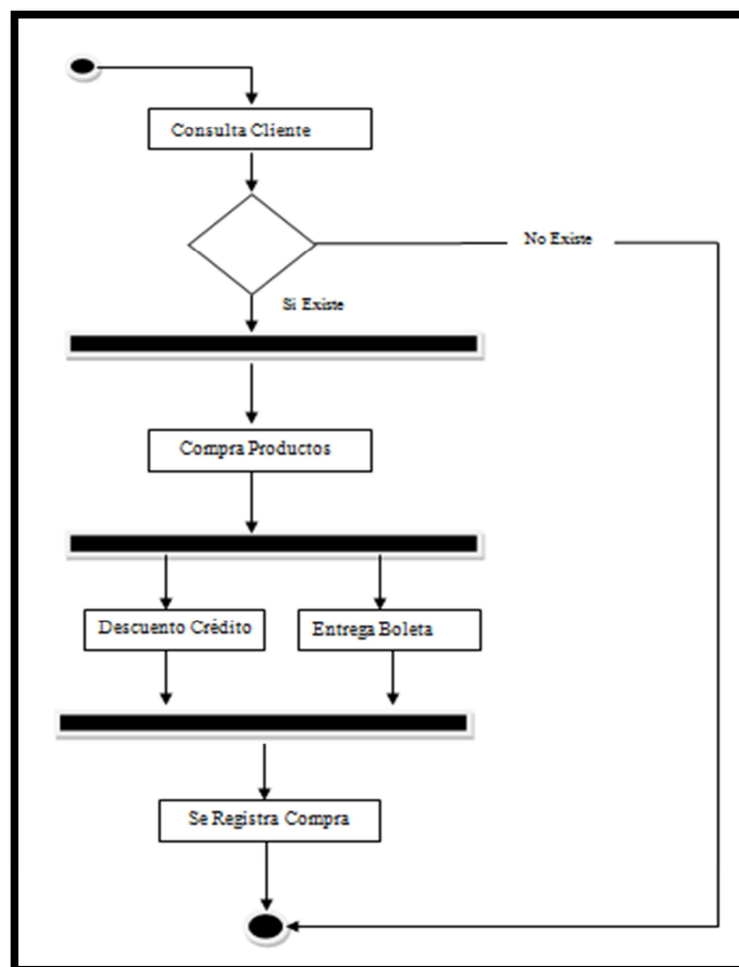 Consulta Cliente
No Existe
Si Existe
Compra Productos
Descuento Crédito
Entrega Boleta
Se Registra Compra